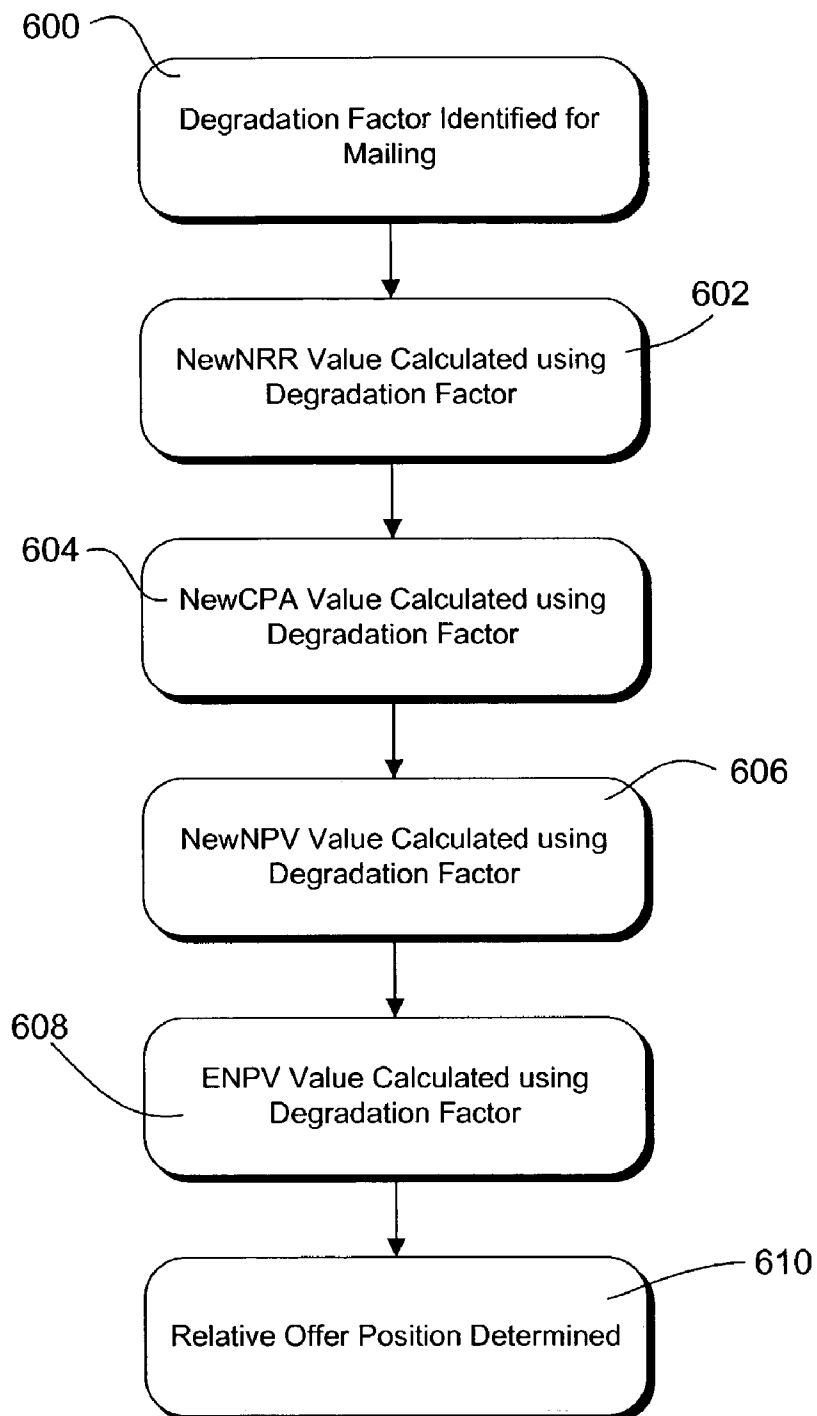 600
Degradation Factor Identified for
Mailing
602
NewNRR Value Calculated using
Degradation Factor
604
NewCPA Value Calculated using
Degradation Factor
606
NewNPV Value Calculated using
Degradation Factor
608
ENPV Value Calculated using
Degradation Factor
610
Relative Offer Position Determined